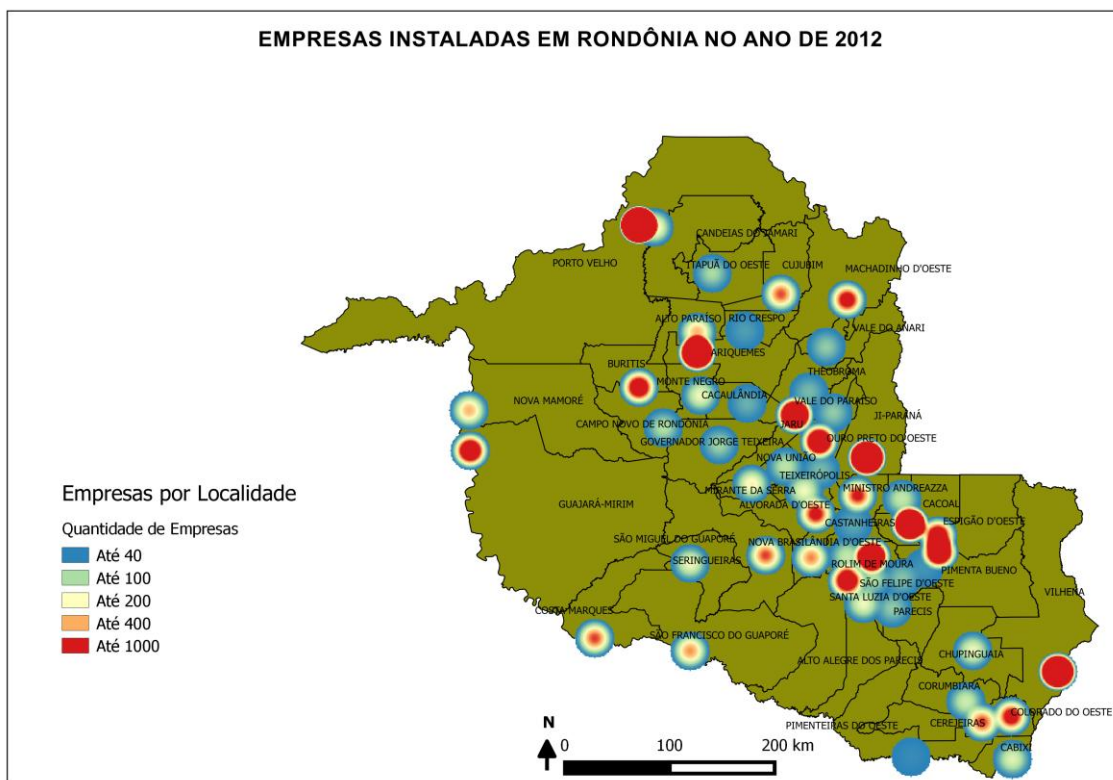 EMPRESAS INSTALADAS EM RONDÔNIA NO ANO DE 2012
CANDEIAS DO JAMARI
PORTO VELHO
ITAPUÃ DO OESTE
CUJUBIM
MACHADINHO D'OESTE
ALTO PARAÍSO
RIO CRESPO
VALE DO ANARI
ARIQUEMES
BURITIS
THEOBROMA
MONTE NEGRO
NOVA MAMORÉ
CACAULÂNDIA
VALE DO PARAÍSO
JI-PARANÁ
CAMPO NOVO DE RONDÔNIA
JARU
GOVERNADOR JORGE TEIXEIRA
OURO PRETO DO OESTE
NOVA UNIÃO
TEIXEIRÓPOLIS
MIRANTE DA SERRA
MINISTRO ANDREAZZA
GUAJARÁ-MIRIM
ALVORADA D'OESTE
CACOAL
CASTANHEIRAS
ESPIGÃO D'OESTE
SÃO MIGUEL DO GUAPORÉ
NOVA BRASILÂNDIA D'OESTE
SERINGUEIRAS
ROLIM DE MOURA
PIMENTA BUENO
SÃO FELIPE D'OESTE
VILHENA
SANTA LUZIA D'OESTE
COSTA MARQUES
PARECIS
SÃO FRANCISCO DO GUAPORÉ
CHUPINGUAIA
ALTO ALEGRE DOS PARECIS
CORUMBIARA
COLORADO DO OESTE
PIMENTEIRAS DO OESTE
CEREJEIRAS
CABIXI
Empresas por Localidade
Quantidade de Empresas
Até 40
Até 100
Até 200
Até 400
Até 1000
N
0 100 200 km